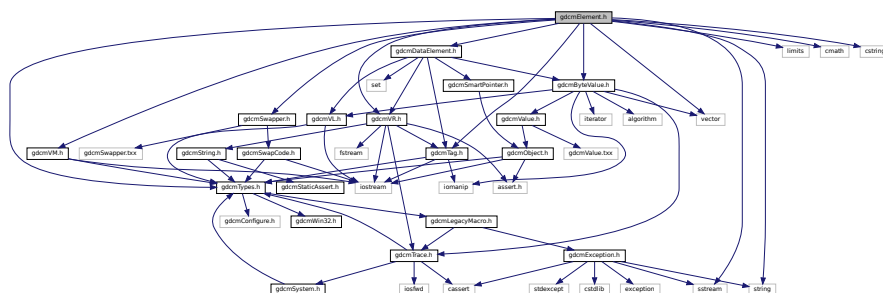 gdcmElement.h
limits
cmath
cstring
gdcmDataElement.h
set
gdcmSmartPointer.h
gdcmByteValue.h
gdcmSwapper.h
gdcmVL.h
gdcmVR.h
gdcmValue.h
iterator
algorithm
vector
gdcmVM.h
gdcmSwapper.txx
gdcmString.h
gdcmSwapCode.h
fstream
gdcmTag.h
gdcmObject.h
gdcmValue.txx
gdcmTypes.h
gdcmStaticAssert.h
iostream
iomanip
assert.h
gdcmConfigure.h
gdcmWin32.h
gdcmLegacyMacro.h
gdcmTrace.h
gdcmException.h
gdcmSystem.h
iosfwd
cassert
stdexcept
cstdlib
exception
sstream
string